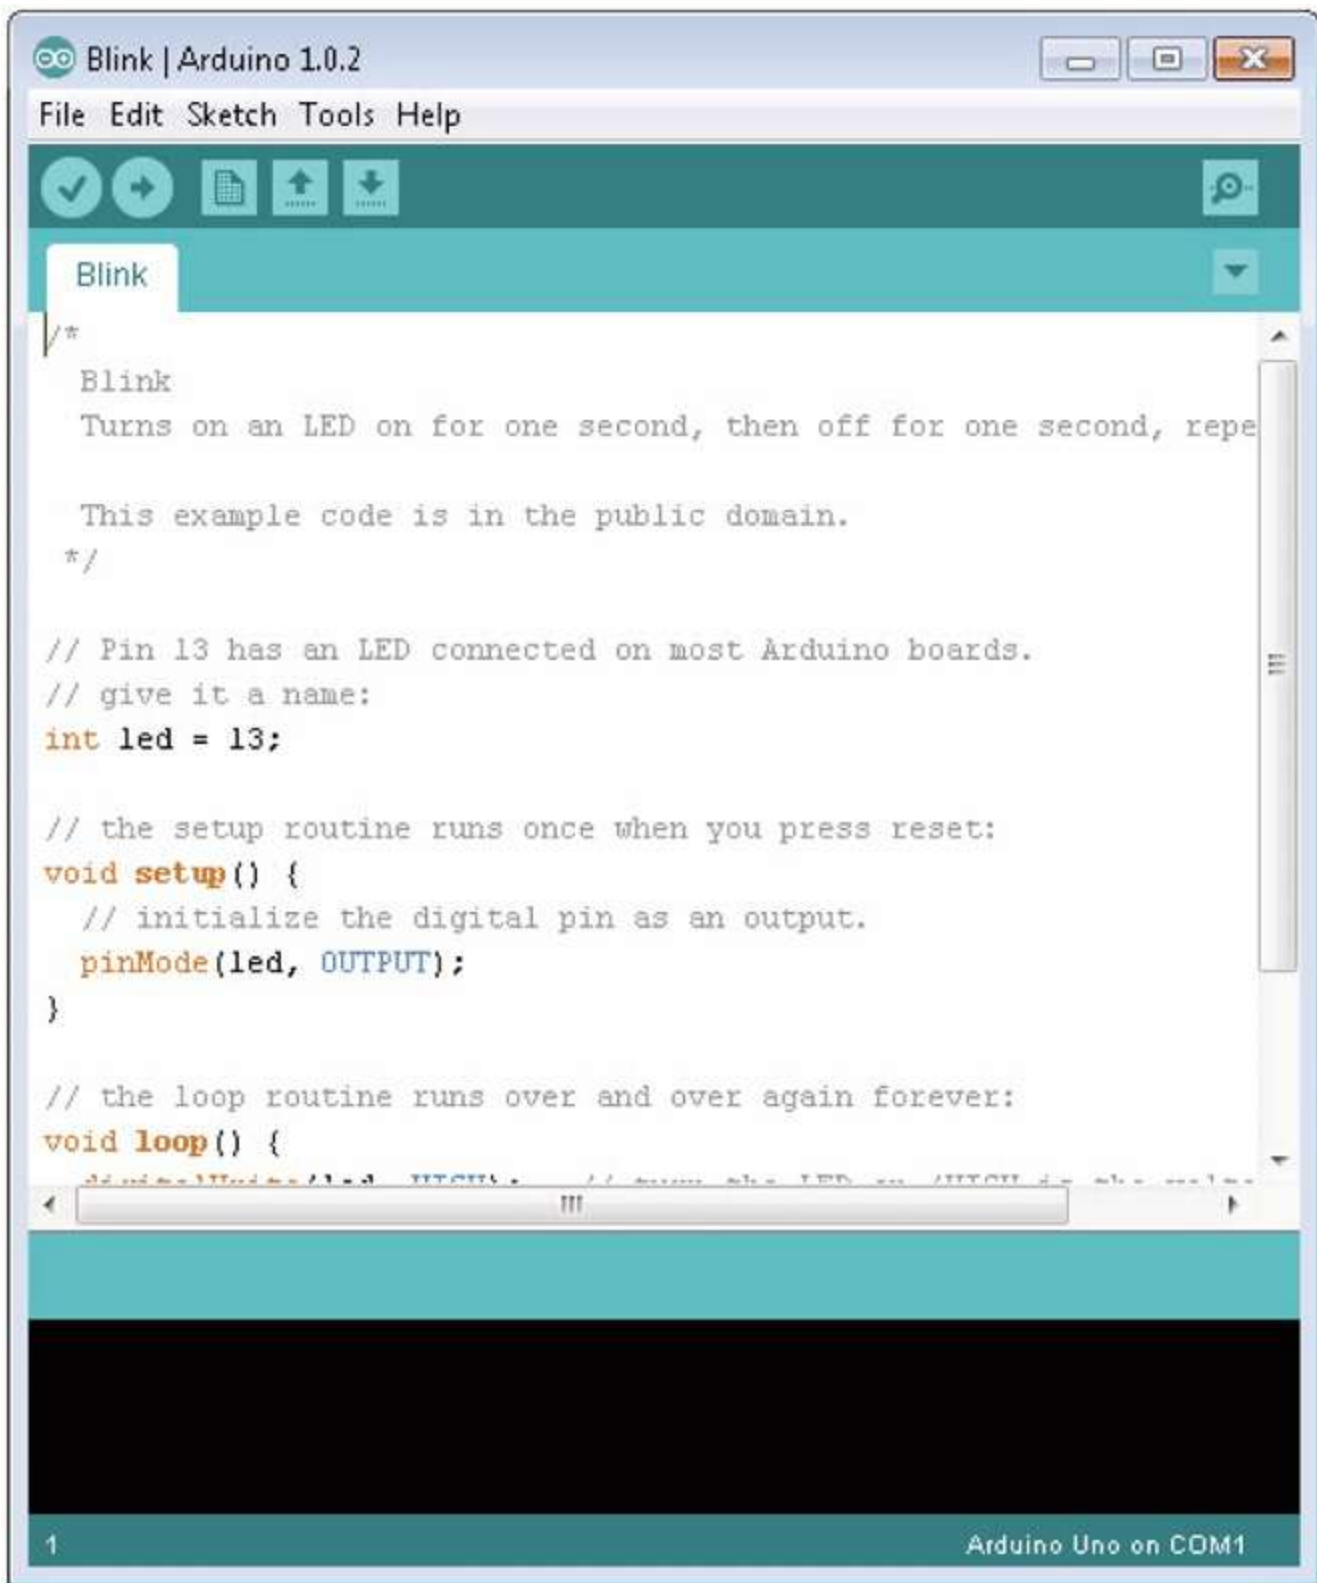 Blink | Arduino 1.0.2
File Edit Sketch Tools Help
Blink
/*
Blink
Turns on an LED on for one second, then off for one second, repe
This example code is in the public domain.
*/
// Pin 13 has an LED connected on most Arduino boards.
// give it a name:
int led = 13;
// the setup routine runs once when you press reset:
void setup() {
// initialize the digital pin as an output.
pinMode(led, OUTPUT);
}
// the loop routine runs over and over again forever:
void loop() {
1
Arduino Uno on COM1